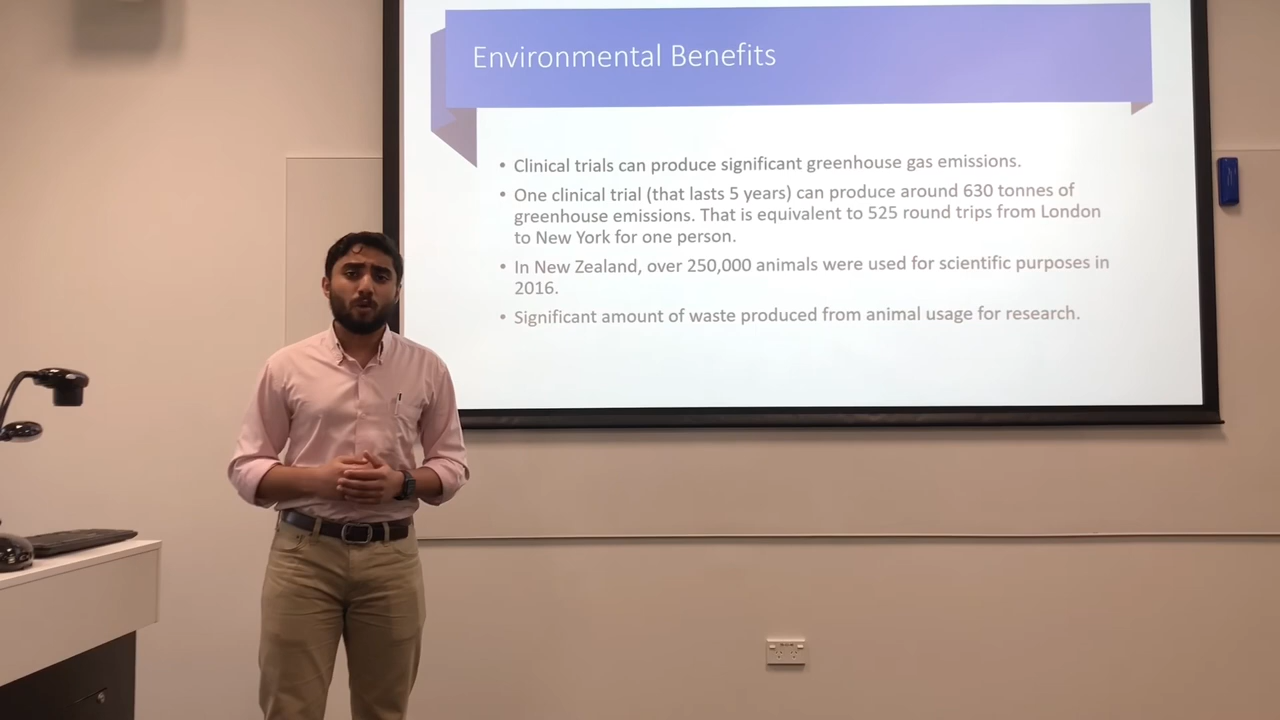 Environmental Benefits
• Clinical trials can produce significant greenhouse gas emissions.
• One clinical trial (that lasts 5 years) can produce around 630 tonnes of
greenhouse emissions. That is equivalent to 525 round trips from London
to New York for one person.
• In New Zealand, over 250,000 animals were used for scientific purposes in
2016.
• Significant amount of waste produced from animal usage for research.